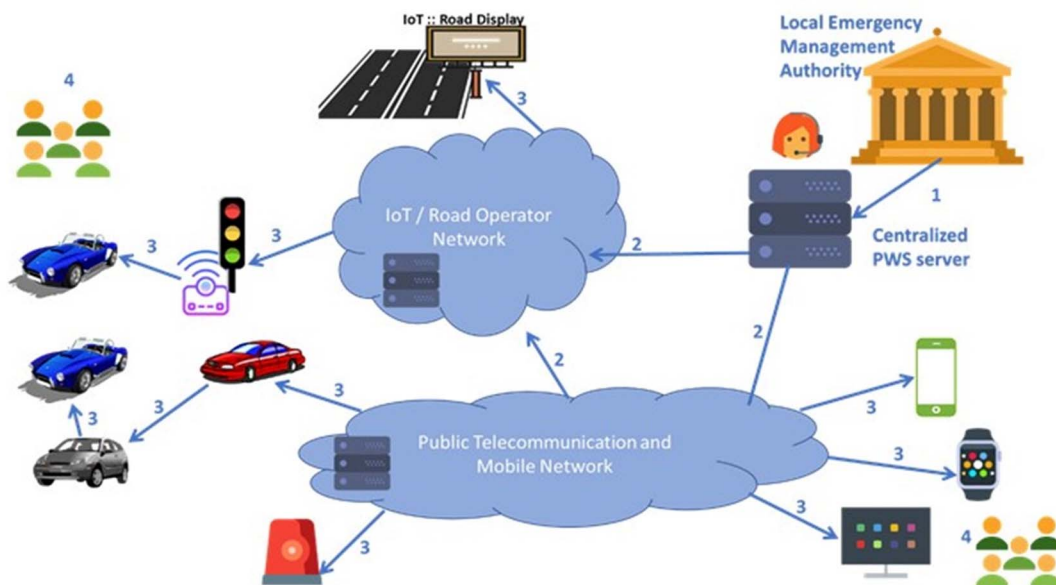 IoT :: Road Display
Local Emergency
Management
Authority
4
3
1
IoT / Road Operator
Network
3
3
2
Centralized
PWS server
2
2
3
3
3
3
3
Public Telecommunication and
Mobile Network
3
3
3
4